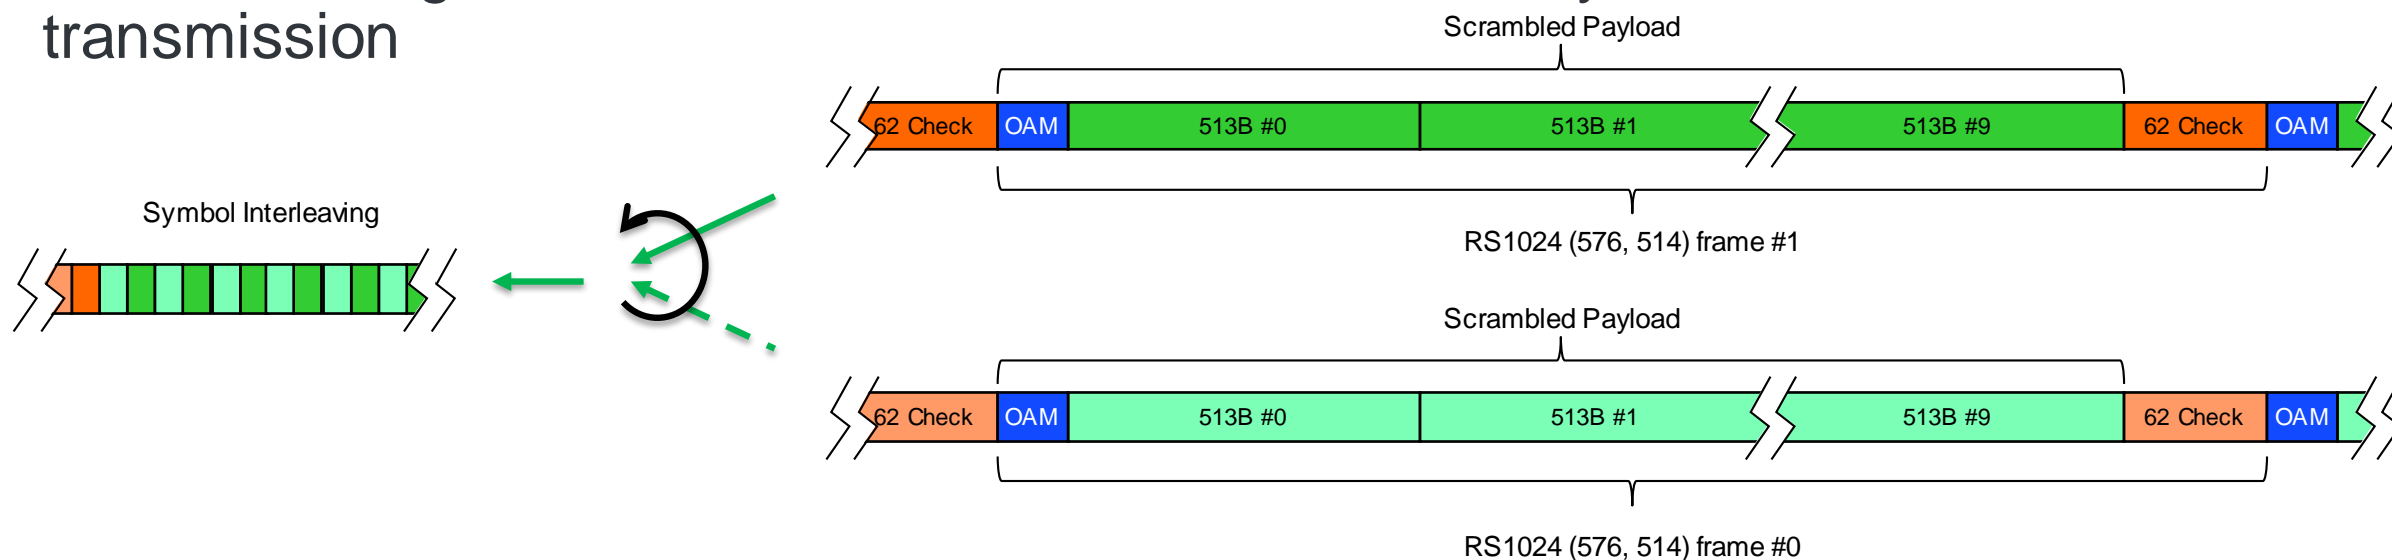 transmission
Scrambled Payload
62 Check OAM 513B #0 513B #1 513B #9 62 Check OAM
RS1024 (576, 514) frame #1
Symbol Interleaving
Scrambled Payload
62 Check OAM 513B #0 513B #1 513B #9 62 Check OAM
RS1024 (576, 514) frame #0